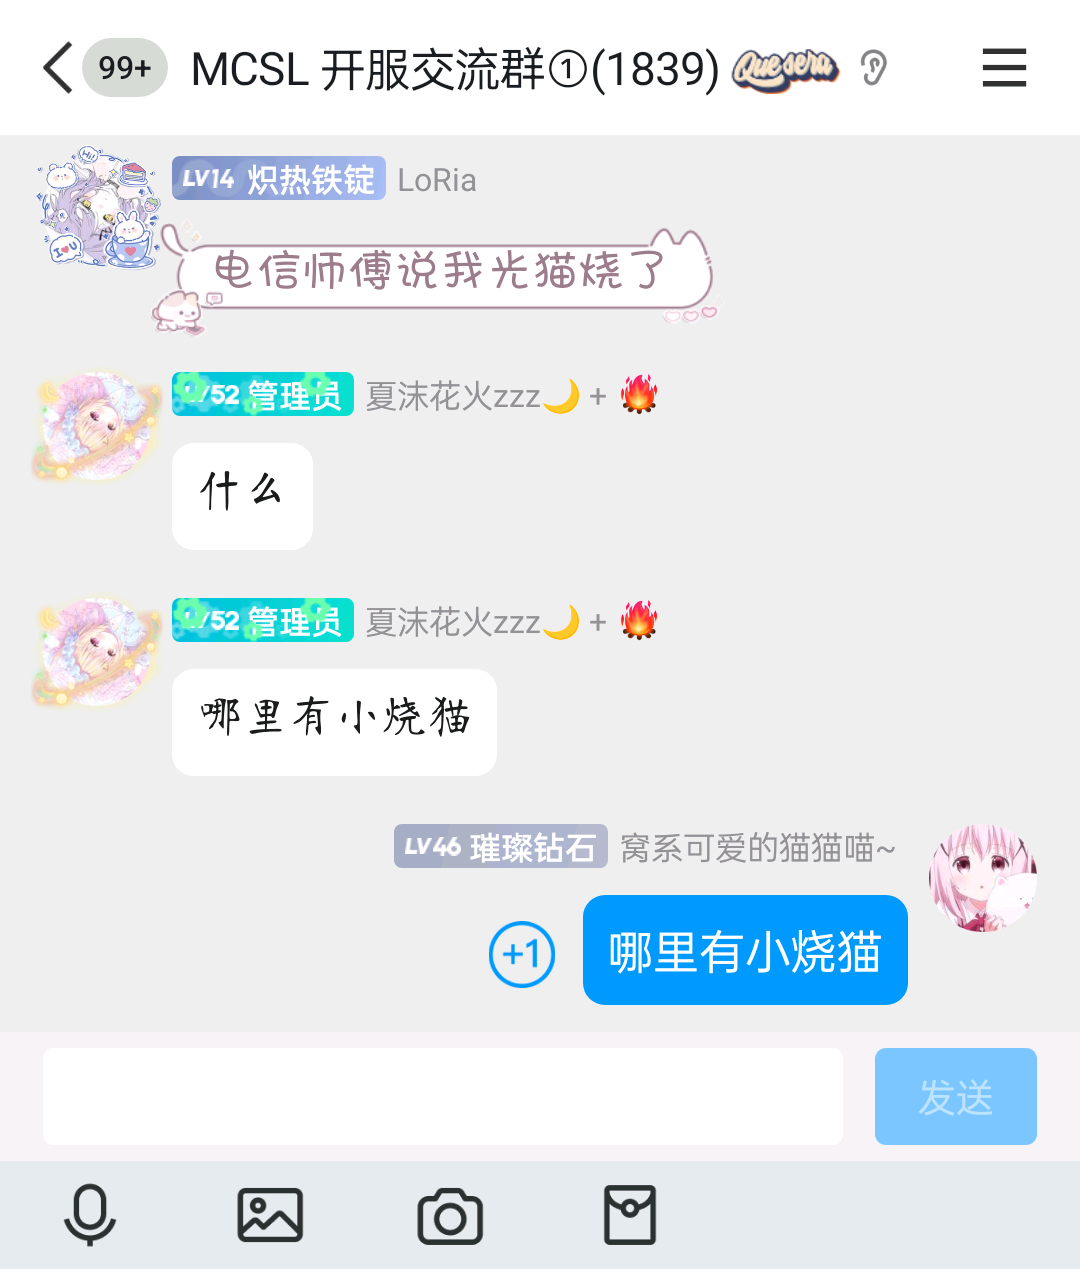 99+ MCSL 开服交流群①(1839) Que sera
LV14 炽热铁锭 LoRia
电信师傅说我光猫烧了
LV52 管理员 夏沫花火zzz🌙 + 🔥
什么
LV52 管理员 夏沫花火zzz🌙 + 🔥
哪里有小烧猫
LV46 璀璨钻石 窝系可爱的猫猫喵~
+1 哪里有小烧猫
发送